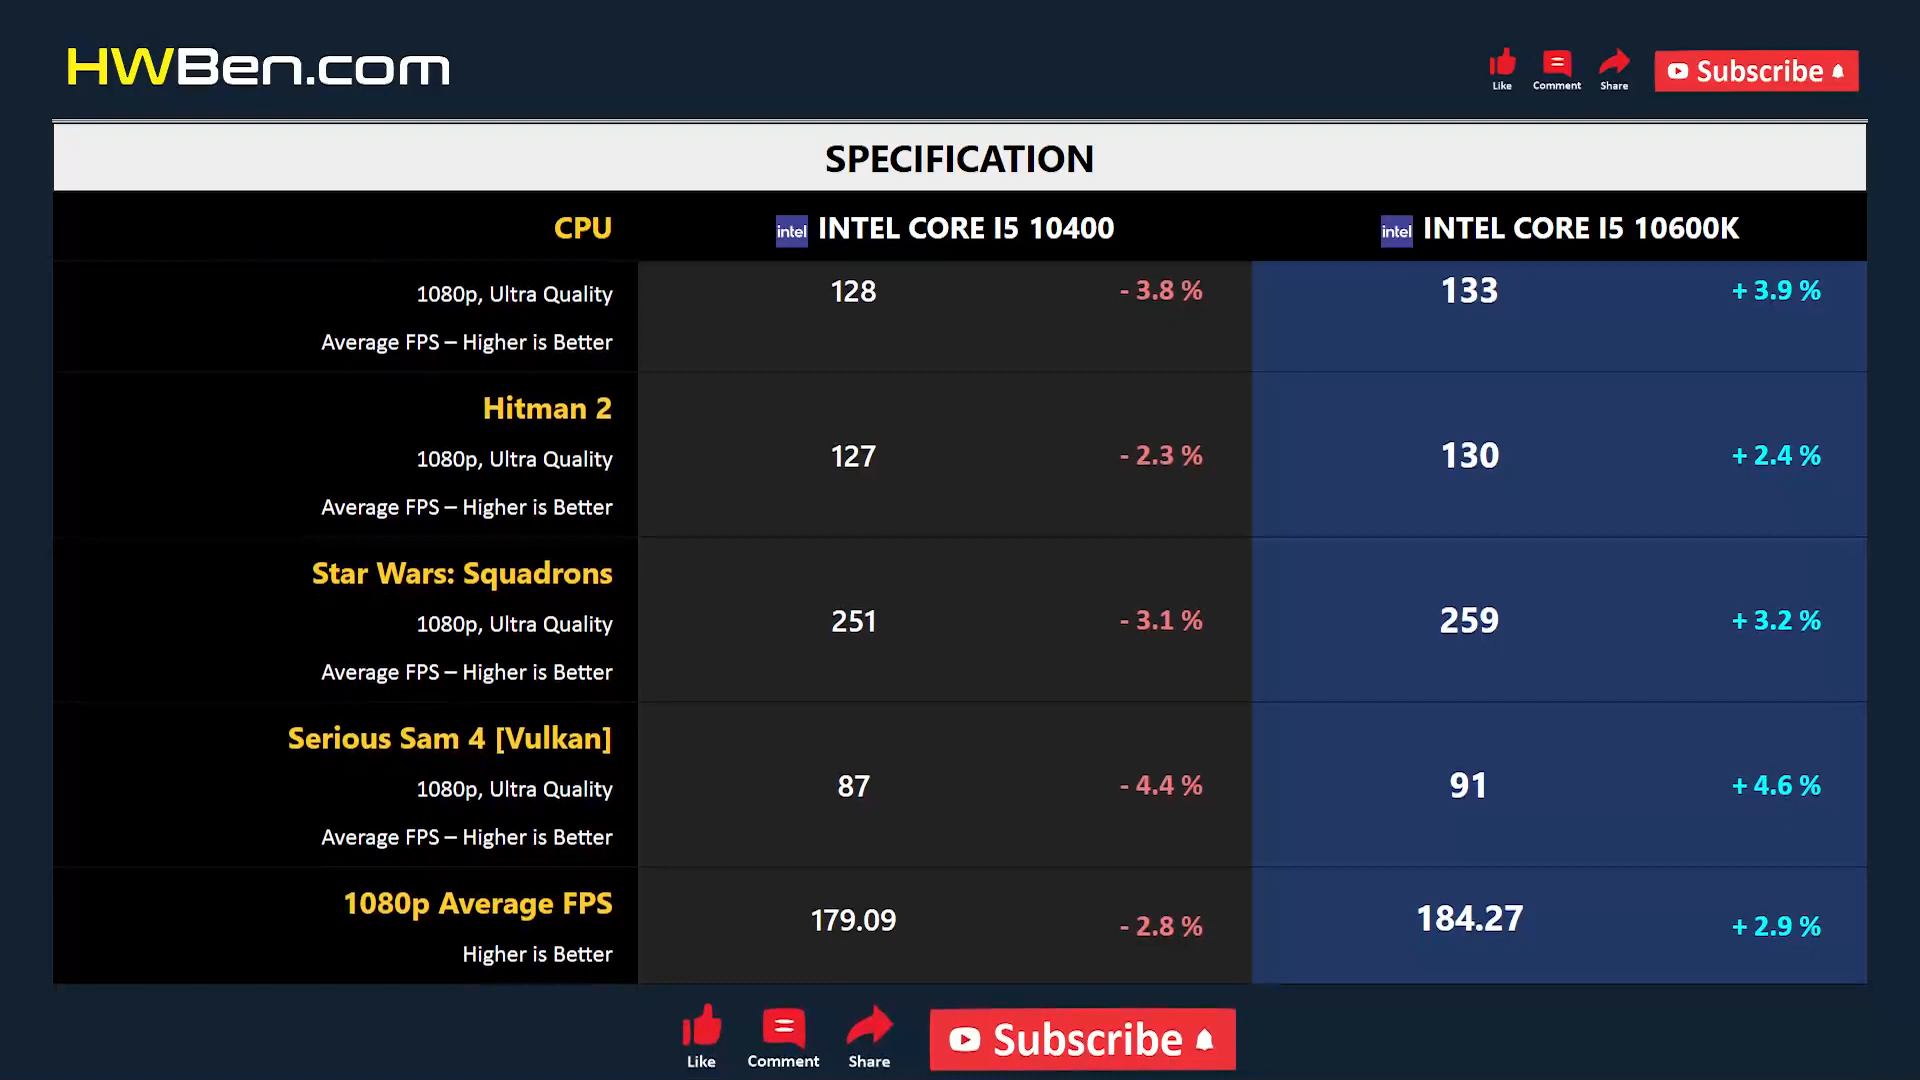 HWBen.com
Like Comment Share Subscribe
SPECIFICATION
CPU intel INTEL CORE I5 10400 intel INTEL CORE I5 10600K
1080p, Ultra Quality 128 - 3.8 % 133 + 3.9 %
Average FPS – Higher is Better
Hitman 2
1080p, Ultra Quality 127 - 2.3 % 130 + 2.4 %
Average FPS – Higher is Better
Star Wars: Squadrons
1080p, Ultra Quality 251 - 3.1 % 259 + 3.2 %
Average FPS – Higher is Better
Serious Sam 4 [Vulkan]
1080p, Ultra Quality 87 - 4.4 % 91 + 4.6 %
Average FPS – Higher is Better
1080p Average FPS 179.09 - 2.8 % 184.27 + 2.9 %
Higher is Better
Like Comment Share Subscribe